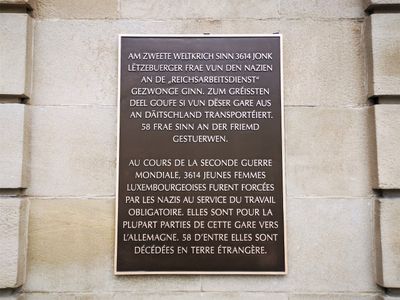 AM ZWEETE WELTKRICH SINN 3614 JONK
LËTZEBUERGER FRAE VUN DEN NAZIEN
AN DE „REICHSARBEITSDIENST“
GEZWONGE GINN. ZUM GRÉISSTEN
DEEL GOUFE SI VUN DËSER GARE AUS
AN DÄITSCHLAND TRANSPORTÉIERT.
58 FRAE SINN AN DER FRIEMD
GESTUERWEN.
AU COURS DE LA SECONDE GUERRE
MONDIALE, 3614 JEUNES FEMMES
LUXEMBOURGEOISES FURENT FORCÉES
PAR LES NAZIS AU SERVICE DU TRAVAIL
OBLIGATOIRE. ELLES SONT POUR LA
PLUPART PARTIES DE CETTE GARE VERS
L'ALLEMAGNE. 58 D'ENTRE ELLES SONT
DÉCÉDÉES EN TERRE ÉTRANGÈRE.